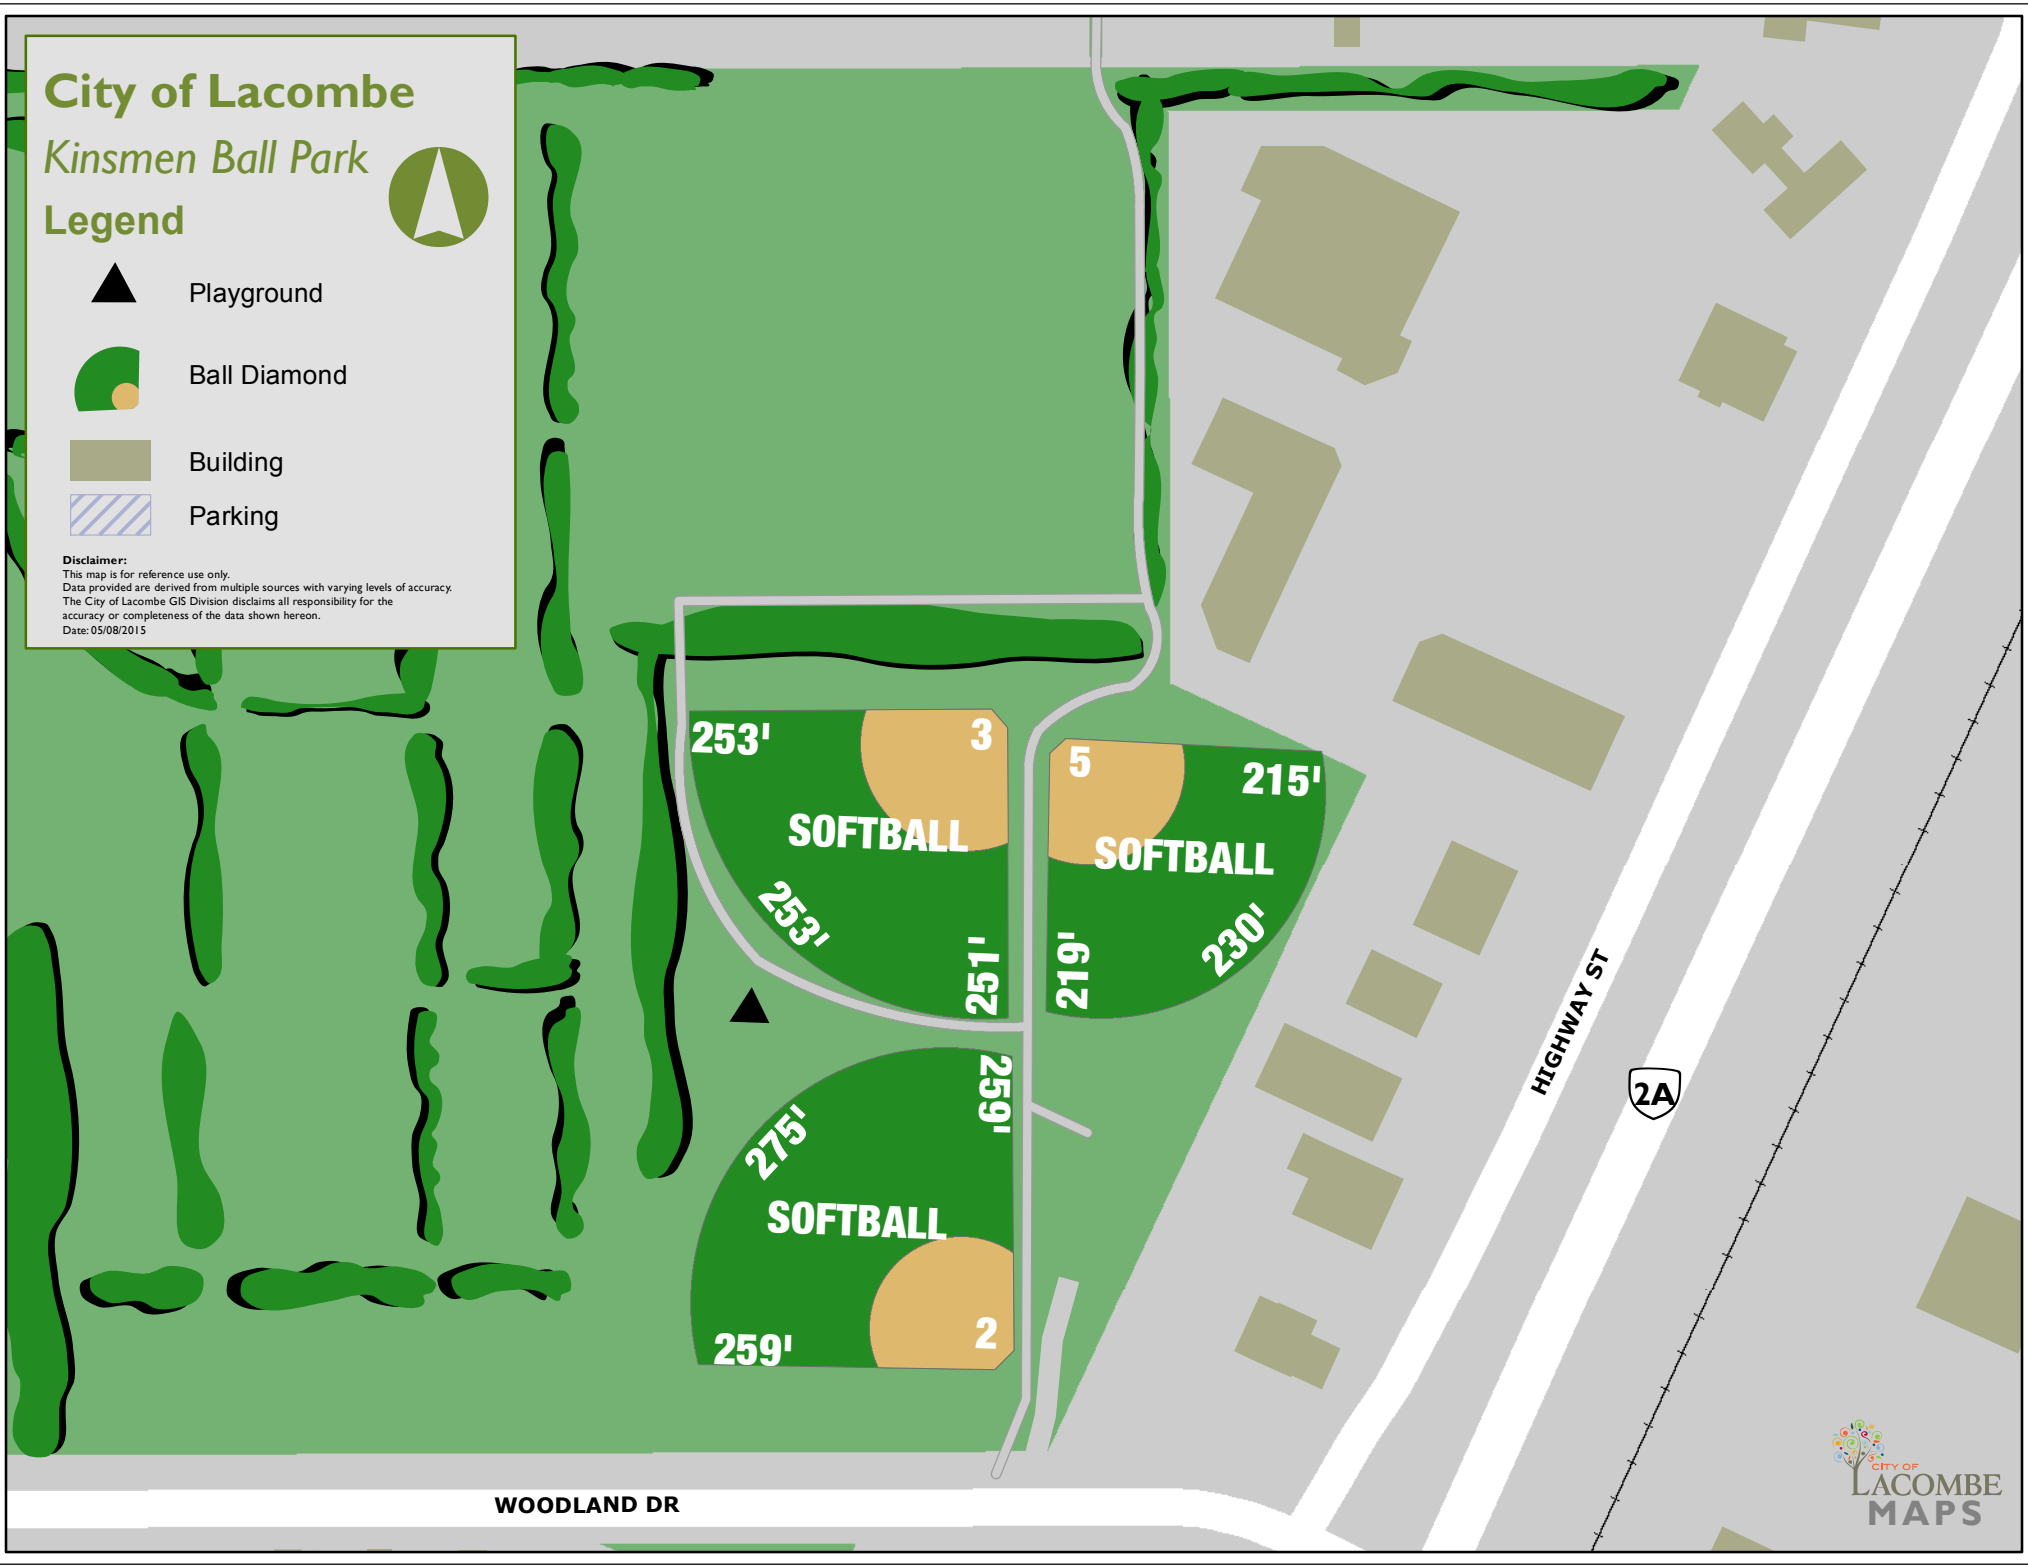 City of Lacombe
Kinsmen Ball Park
Legend
Playground
Ball Diamond
Building
Parking
Disclaimer:
This map is for reference use only.
Data provided are derived from multiple sources with varying levels of accuracy.
The City of Lacombe GIS Division disclaims all responsibility for the
accuracy or completeness of the data shown hereon.
Date: 05/08/2015
253'
3
SOFTBALL
253'
251'
5
215'
SOFTBALL
230'
219'
259'
275'
SOFTBALL
2
259'
HIGHWAY ST
2A
WOODLAND DR
CITY OF
LACOMBE
MAPS